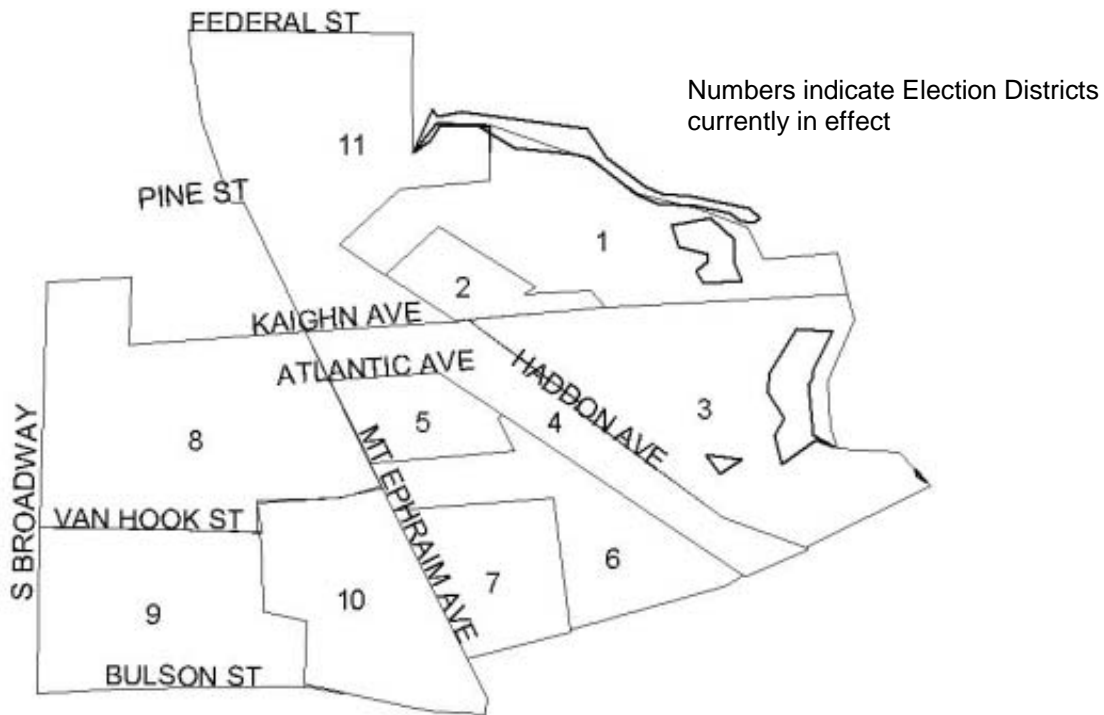 FEDERAL ST
Numbers indicate Election Districts
currently in effect
11
PINE ST
1
2
KAIGHN AVE
ATLANTIC AVE
HADDON AVE
3
5
4
8
MT EPHRAIM AVE
S BROADWAY
VAN HOOK ST
6
7
10
9
BULSON ST